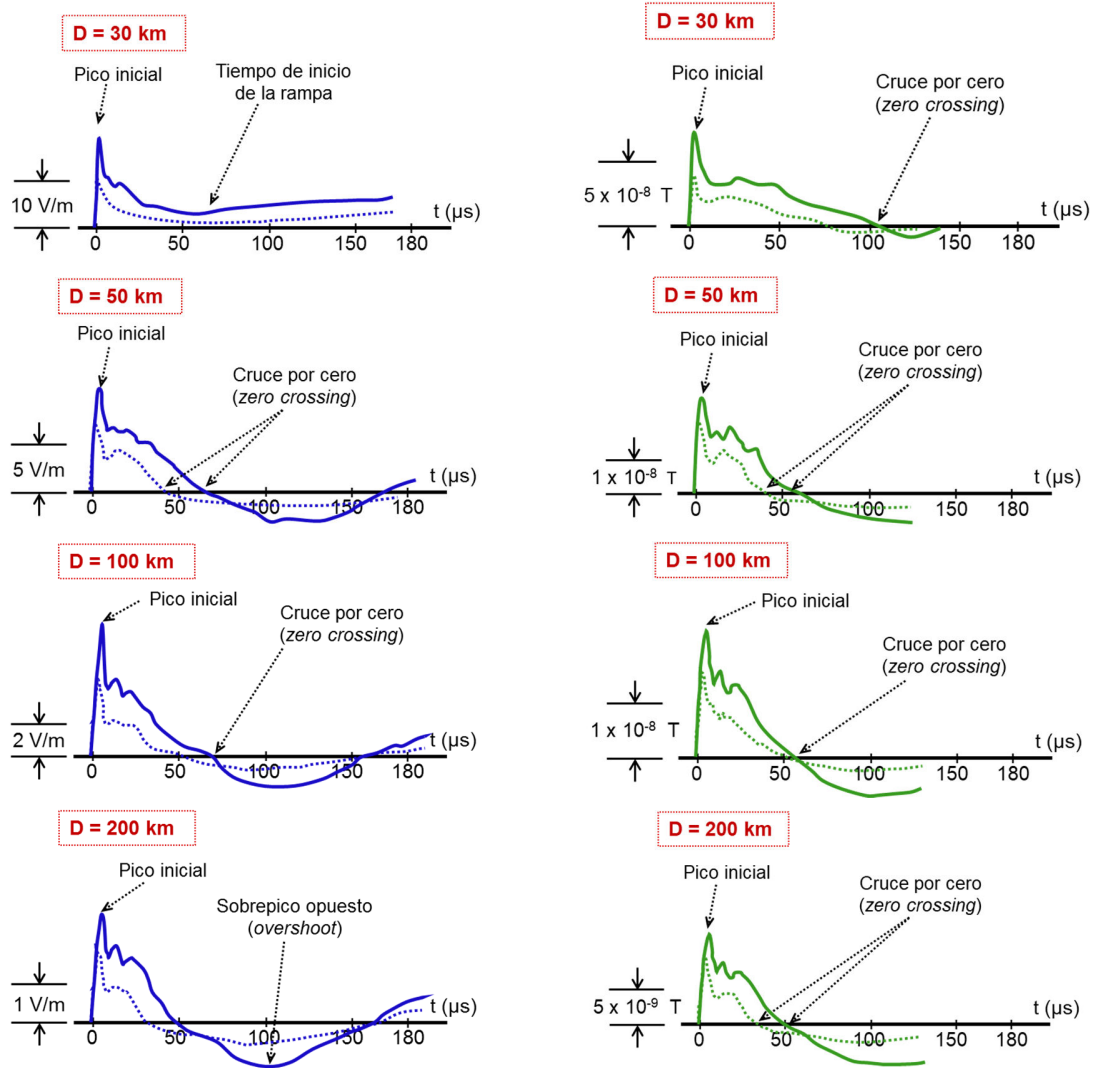 D = 30 km
Pico inicial
Tiempo de inicio
de la rampa
10 V/m
t (µs)
0 50 100 150 180
D = 30 km
Pico inicial
Cruce por cero
(zero crossing)
5 x 10⁻⁸ T
t (µs)
0 50 100 150 180
D = 50 km
Pico inicial
Cruce por cero
(zero crossing)
5 V/m
t (µs)
0 50 100 150 180
D = 50 km
Pico inicial
Cruce por cero
(zero crossing)
1 x 10⁻⁸ T
t (µs)
0 50 100 150 180
D = 100 km
Pico inicial
Cruce por cero
(zero crossing)
2 V/m
t (µs)
0 50 100 150 180
D = 100 km
Pico inicial
Cruce por cero
(zero crossing)
1 x 10⁻⁸ T
t (µs)
0 50 100 150 180
D = 200 km
Pico inicial
Sobrepico opuesto
(overshoot)
1 V/m
t (µs)
0 50 100 150 180
D = 200 km
Pico inicial
Cruce por cero
(zero crossing)
5 x 10⁻⁹ T
t (µs)
0 50 100 150 180